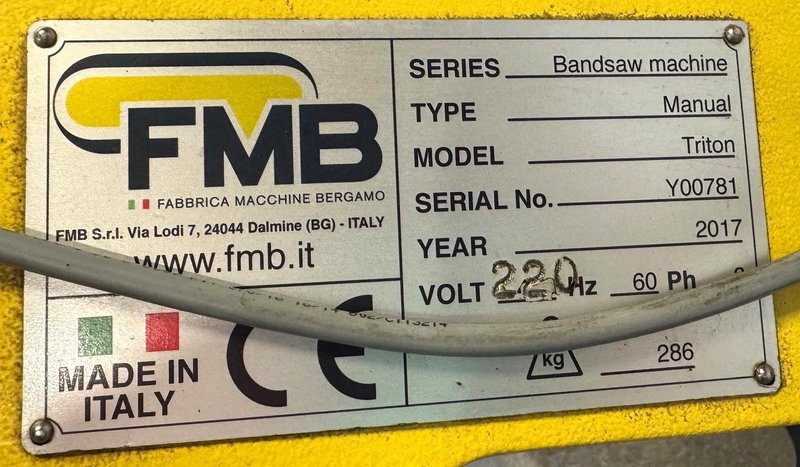 FMB
FABBRICA MACCHINE BERGAMO
FMB S.r.l. Via Lodi 7, 24044 Dalmine (BG) - ITALY
www.fmb.it
MADE IN
ITALY
CE
SERIES Bandsaw machine
TYPE Manual
MODEL Triton
SERIAL No. Y00781
YEAR 2017
VOLT 220 Hz 60 Ph
kg 286